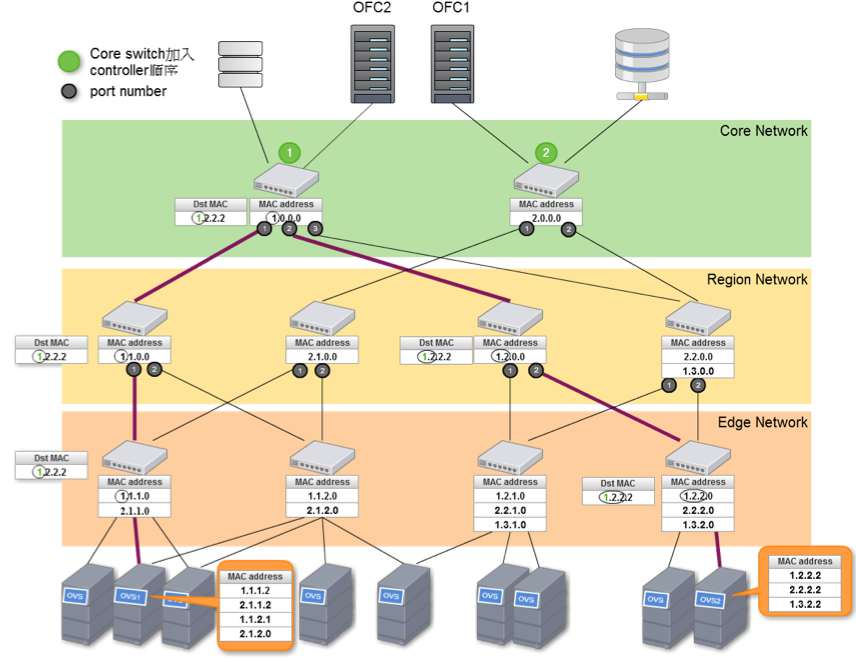 OFC2
OFC1
Core switch加入
controller順序
port number
Core Network
1
2
Dst MAC
1.2.2.2
MAC address
1.0.0.0
MAC address
2.0.0.0
1
2
3
1
2
Region Network
Dst MAC
1.2.2.2
MAC address
1.1.0.0
MAC address
2.1.0.0
Dst MAC
1.2.2.2
MAC address
1.2.0.0
MAC address
2.2.0.0
1.3.0.0
1
2
1
2
1
2
1
2
Edge Network
Dst MAC
1.2.2.2
MAC address
1.1.1.0
2.1.1.0
MAC address
1.1.2.0
2.1.2.0
MAC address
1.2.1.0
2.2.1.0
1.3.1.0
Dst MAC
1.2.2.2
MAC address
1.2.2.0
2.2.2.0
1.3.2.0
OVS
OVS1
MAC address
1.1.1.2
2.1.1.2
1.1.2.1
2.1.2.0
OVS
OVS
OVS
OVS
OVS
OVS2
MAC address
1.2.2.2
2.2.2.2
1.3.2.2